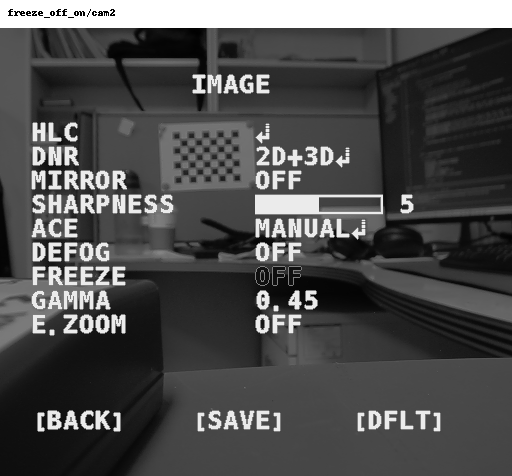 freeze_off_on/cam2
IMAGE
HLC ↲
DNR 2D+3D↲
MIRROR OFF
SHARPNESS 5
ACE MANUAL↲
DEFOG OFF
FREEZE OFF
GAMMA 0.45
E.ZOOM OFF
[BACK] [SAVE] [DFLT]